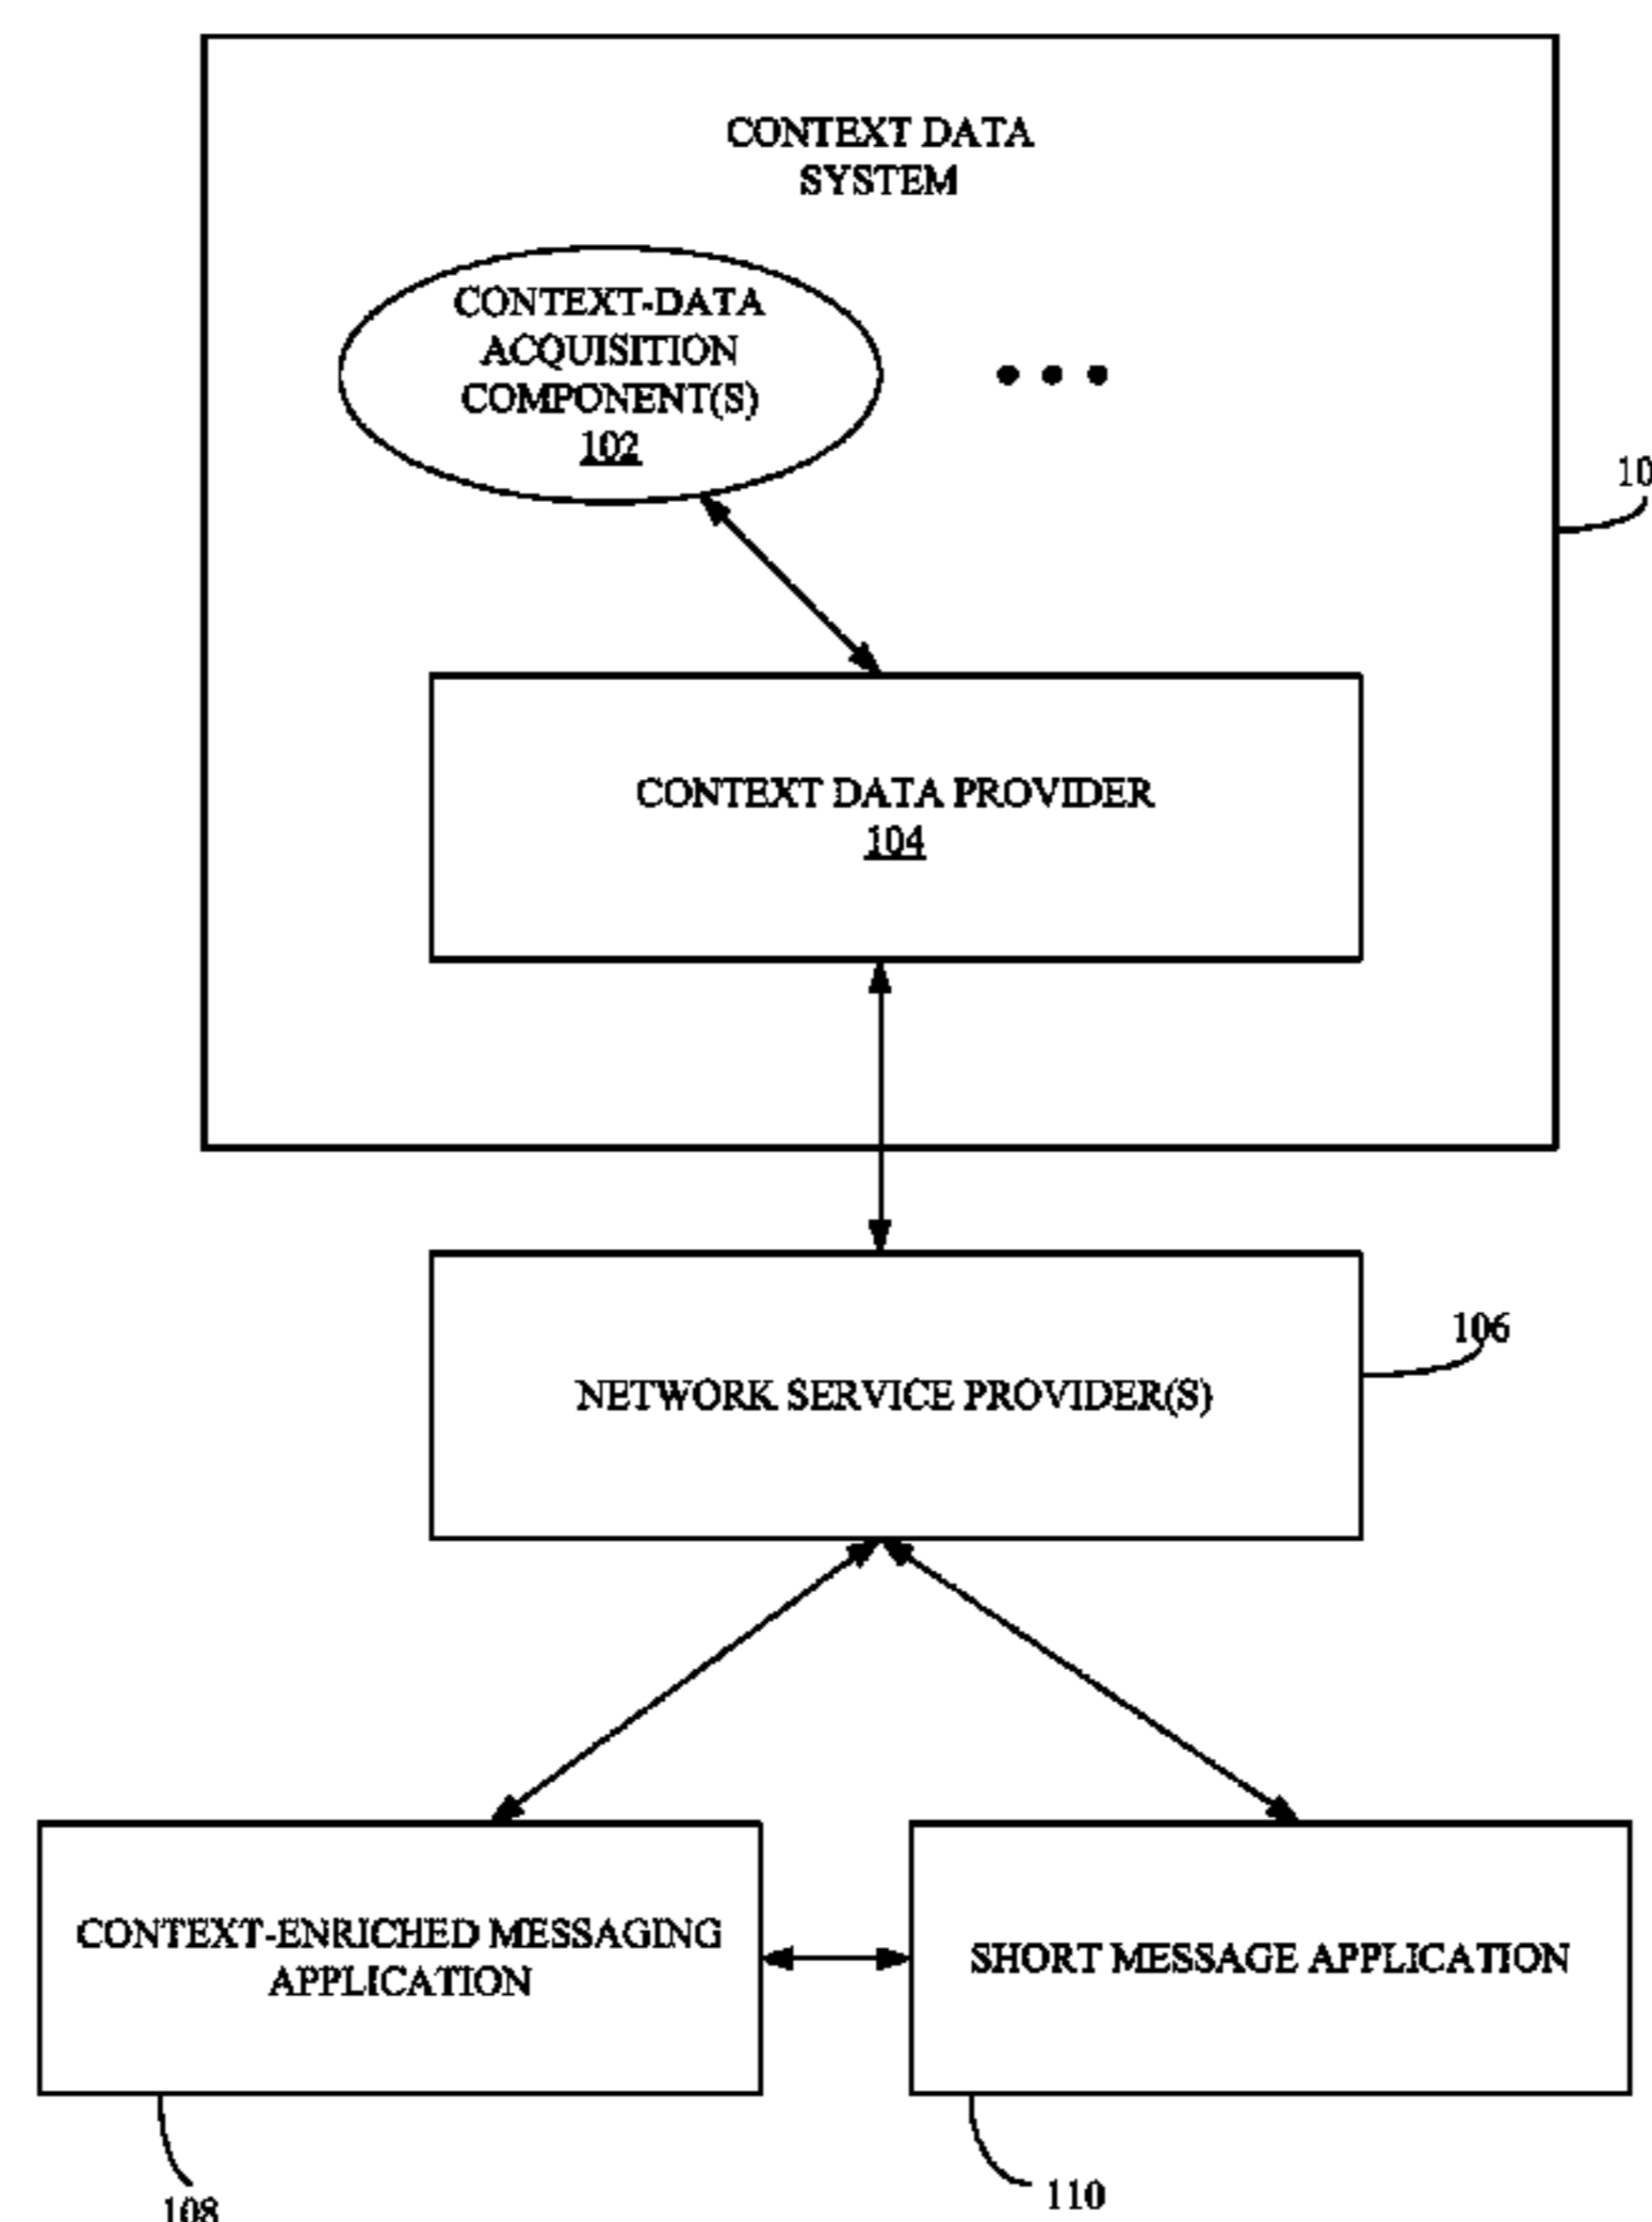 CONTEXT DATA
SYSTEM
CONTEXT-DATA
ACQUISITION
COMPONENT(S)
102
10
CONTEXT DATA PROVIDER
104
106
NETWORK SERVICE PROVIDER(S)
CONTEXT-ENRICHED MESSAGING
APPLICATION
SHORT MESSAGE APPLICATION
108
110